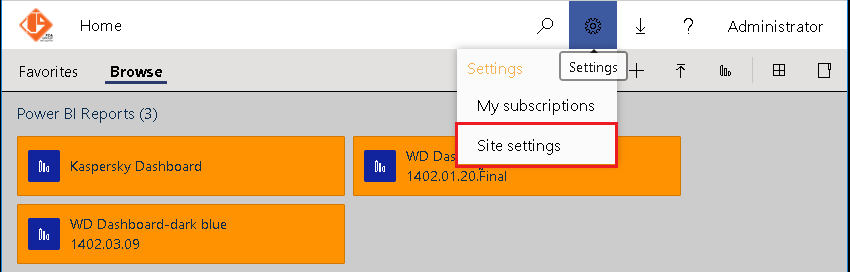 Home
Administrator
Favorites
Browse
Settings
Settings
My subscriptions
Site settings
Power BI Reports (3)
Kaspersky Dashboard
WD Das
1402.01.20.Final
WD Dashboard-dark blue
1402.03.09